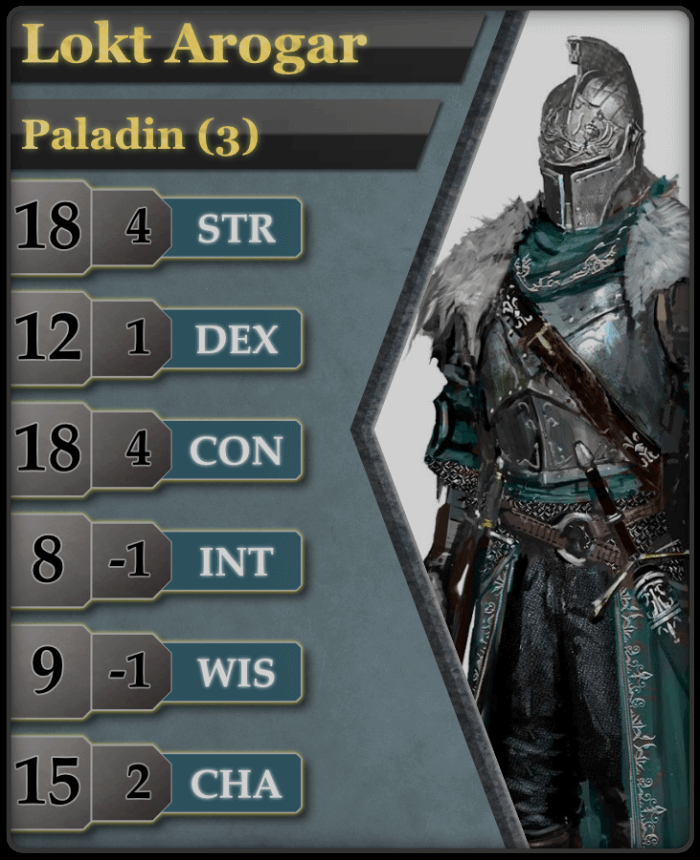 Lokt Arogar
Paladin (3)
18 4 STR
12 1 DEX
18 4 CON
8 -1 INT
9 -1 WIS
15 2 CHA